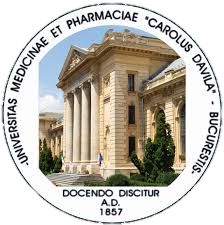 UNIVERSITAS MEDICINAE ET PHARMACIAE "CAROLUS DAVILA" - BUCURESTIS-
DOCENDO DISCITUR
A.D.
1857